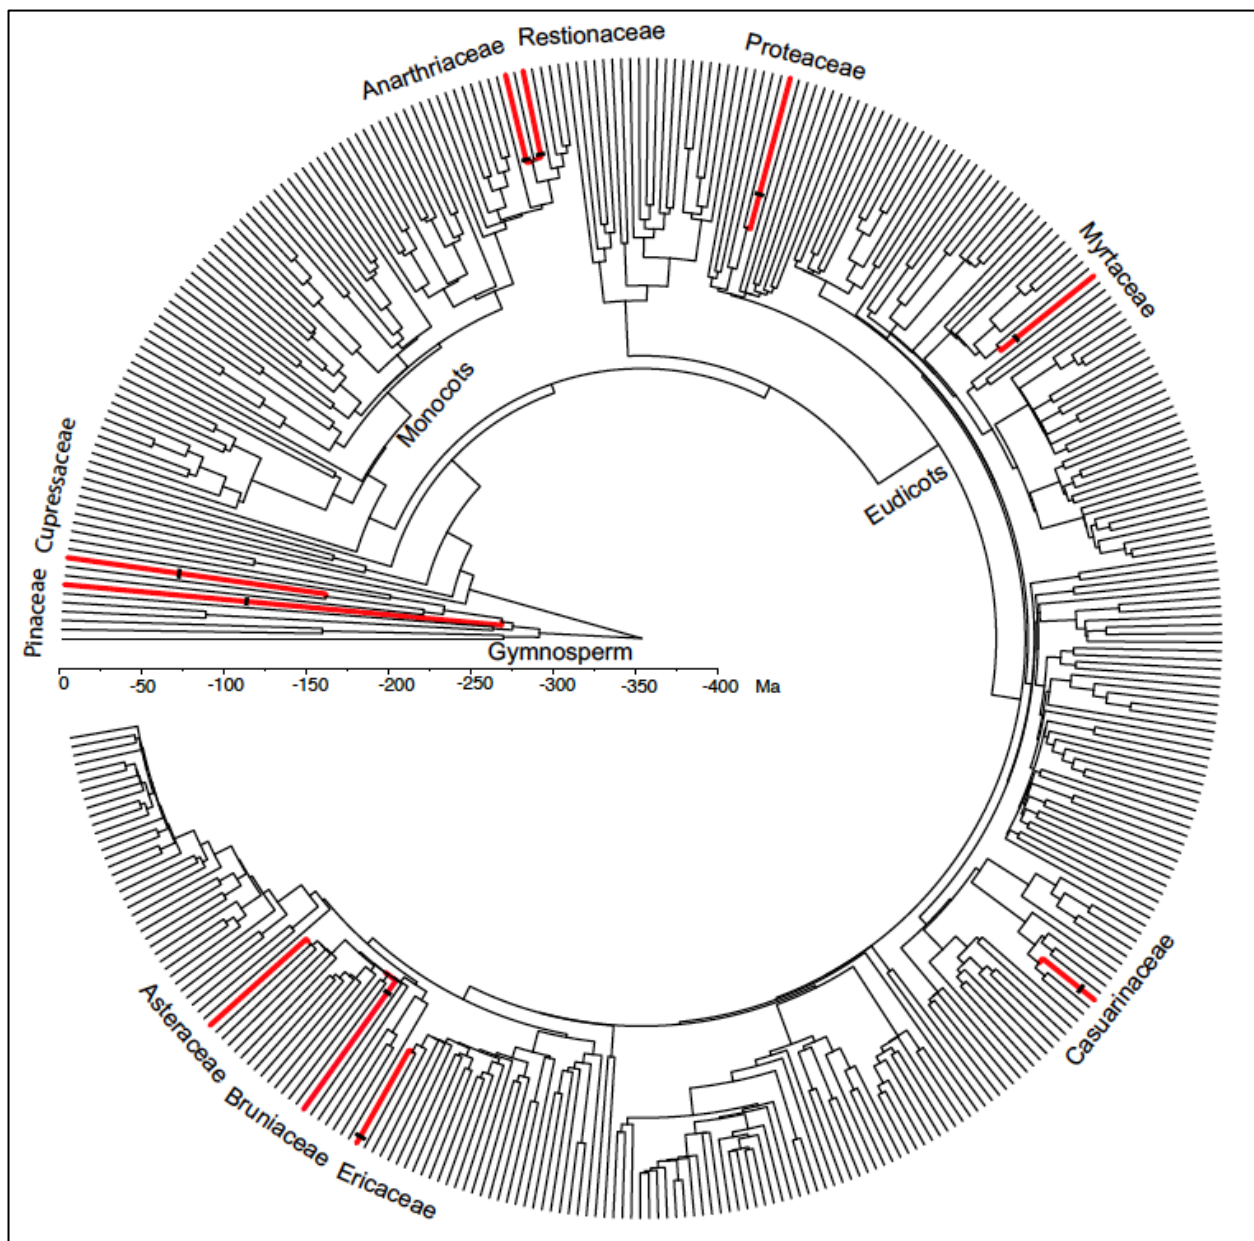 Anarthriaceae
Restionaceae
Proteaceae
Myrtaceae
Monocots
Cupressaceae
Eudicots
Pinaceae
Gymnosperm
0 -50 -100 -150 -200 -250 -300 -350 -400 Ma
Casuarinaceae
Asteraceae
Bruniaceae
Ericaceae